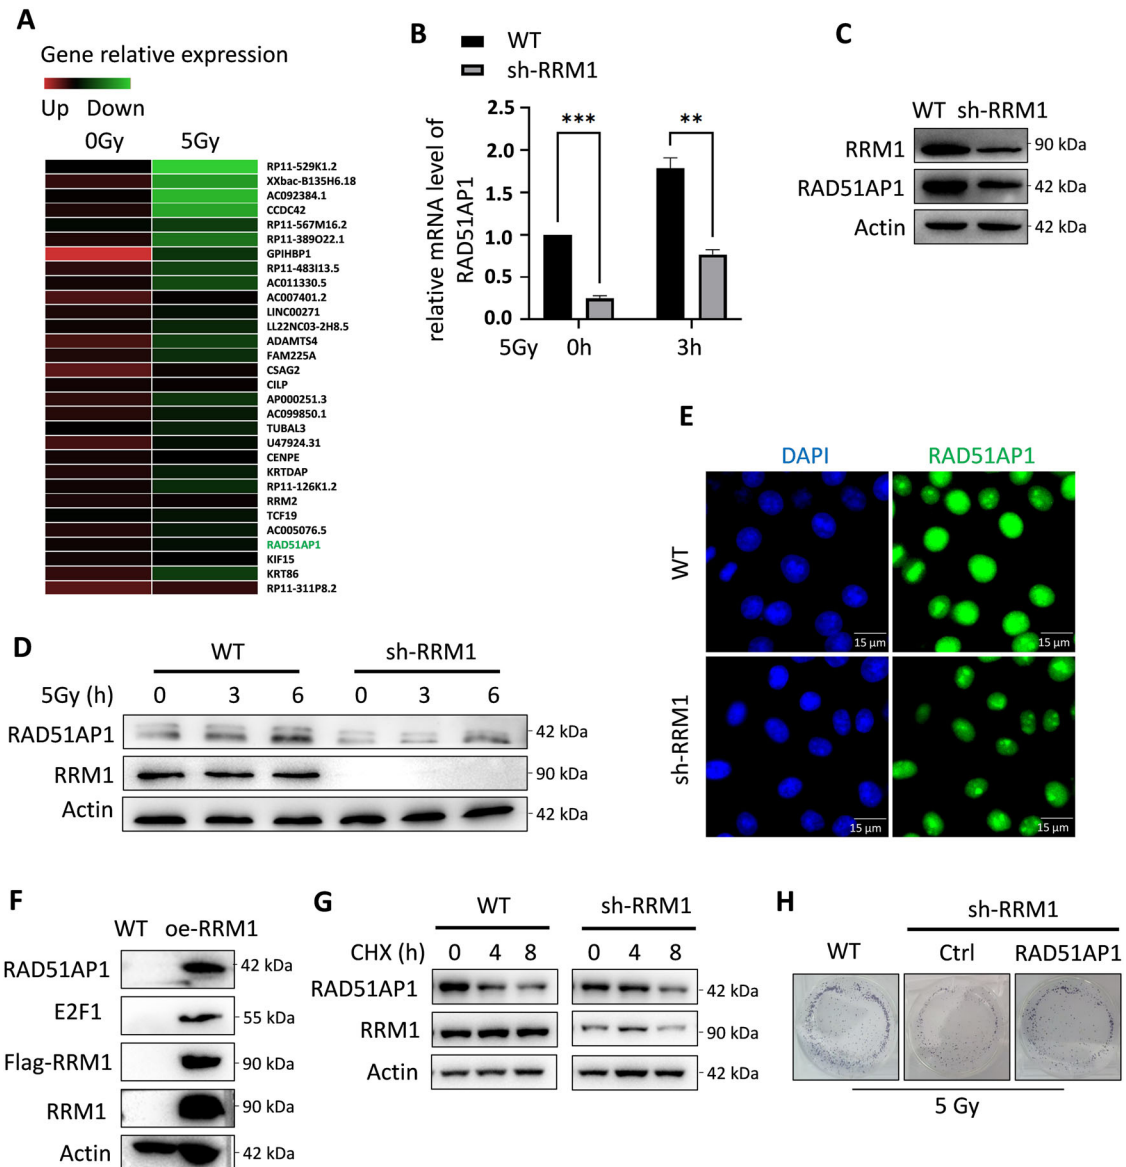 A
Gene relative expression
Up Down
0Gy 5Gy
RP11-529K1.2
XXbac-B135H6.18
AC092384.1
CCDC42
RP11-567M16.2
RP11-389O22.1
GPIHBP1
RP11-483I13.5
AC011330.5
AC007401.2
LINC00271
LL22NC03-2H8.5
ADAMTS4
FAM225A
CSAG2
CILP
AP000251.3
AC099850.1
TUBAL3
U47924.31
CENPE
KRTDAP
RP11-126K1.2
RRM2
TCF19
AC005076.5
RAD51AP1
KIF15
KRT86
RP11-311P8.2
B
WT
sh-RRM1
relative mRNA level of
RAD51AP1
2.5
2.0
1.5
1.0
0.5
0.0
*** **
5Gy 0h 3h
C
WT sh-RRM1
RRM1 90 kDa
RAD51AP1 42 kDa
Actin 42 kDa
D
WT sh-RRM1
5Gy (h) 0 3 6 0 3 6
RAD51AP1 42 kDa
RRM1 90 kDa
Actin 42 kDa
E
DAPI RAD51AP1
WT
15 µm 15 µm
sh-RRM1
15 µm 15 µm
F
WT oe-RRM1
RAD51AP1 42 kDa
E2F1 55 kDa
Flag-RRM1 90 kDa
RRM1 90 kDa
Actin 42 kDa
G
WT sh-RRM1
CHX (h) 0 4 8 0 4 8
RAD51AP1 42 kDa
RRM1 90 kDa
Actin 42 kDa
H
sh-RRM1
WT Ctrl RAD51AP1
5 Gy